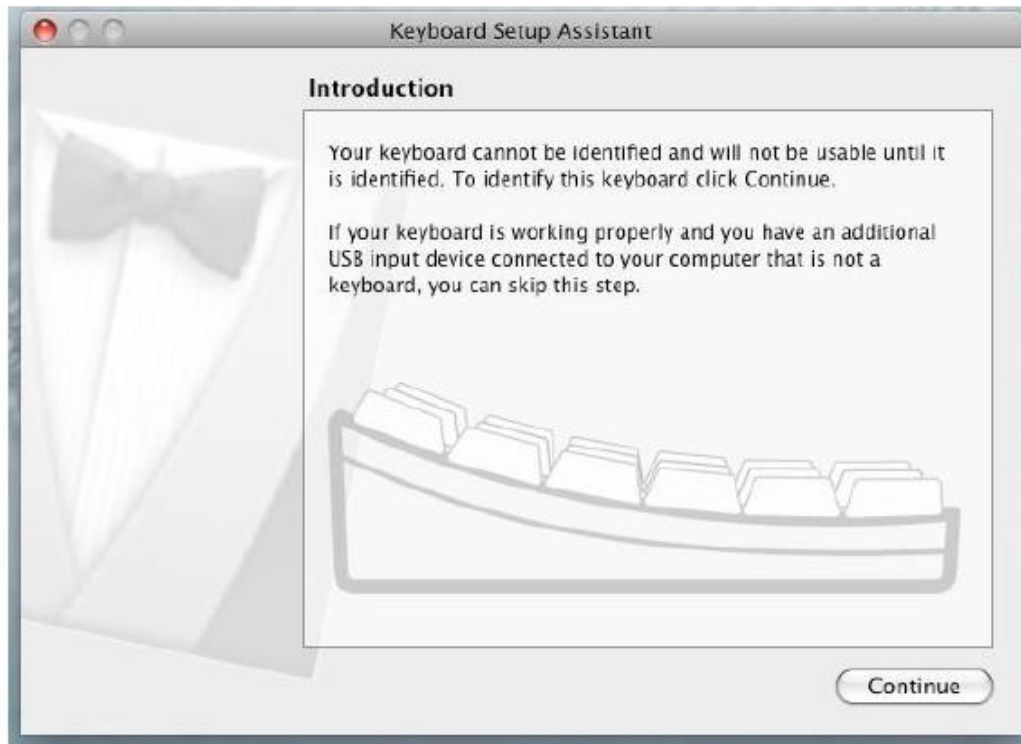 Keyboard Setup Assistant
Introduction
Your keyboard cannot be identified and will not be usable until it
is identified. To identify this keyboard click Continue.
If your keyboard is working properly and you have an additional
USB input device connected to your computer that is not a
keyboard, you can skip this step.
Continue